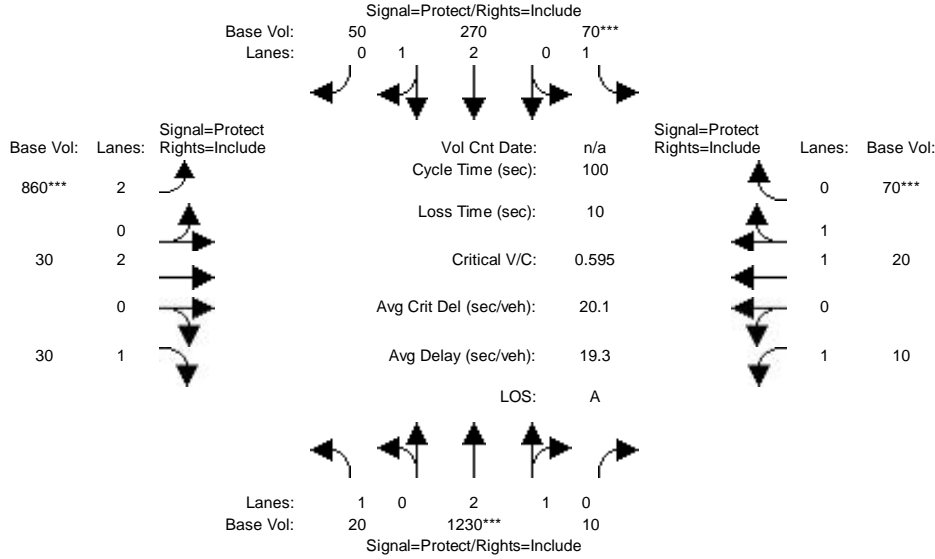 Signal=Protect/Rights=Include
Base Vol: 50 270 70***
Lanes: 0 1 2 0 1
Signal=Protect
Base Vol: Lanes: Rights=Include
Vol Cnt Date: n/a
Signal=Protect
Rights=Include Lanes: Base Vol:
Cycle Time (sec): 100
860*** 2
0 70***
Loss Time (sec): 10
0
1
30 2
Critical V/C: 0.595
1 20
0
Avg Crit Del (sec/veh): 20.1
0
30 1
Avg Delay (sec/veh): 19.3
1 10
LOS: A
Lanes: 1 0 2 1 0
Base Vol: 20 1230*** 10
Signal=Protect/Rights=Include